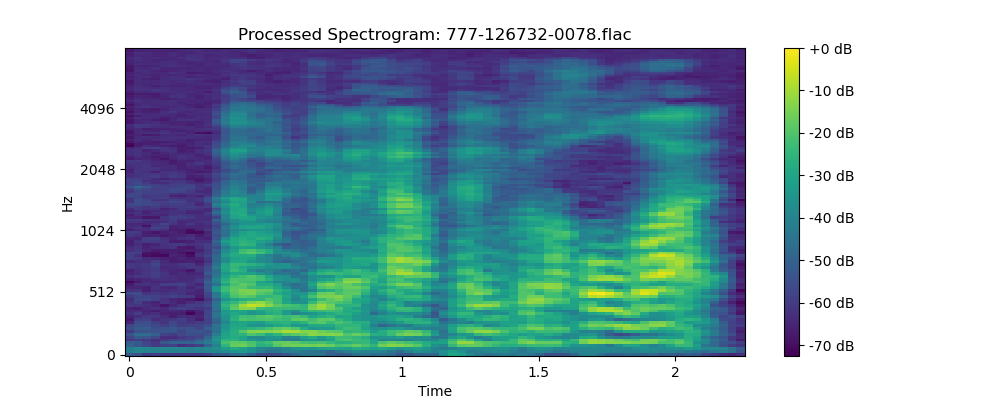 Processed Spectrogram: 777-126732-0078.flac
+0 dB
4096
-10 dB
-20 dB
2048
-30 dB
Hz
1024
-40 dB
-50 dB
512
-60 dB
0
-70 dB
0
0.5
1
1.5
2
Time